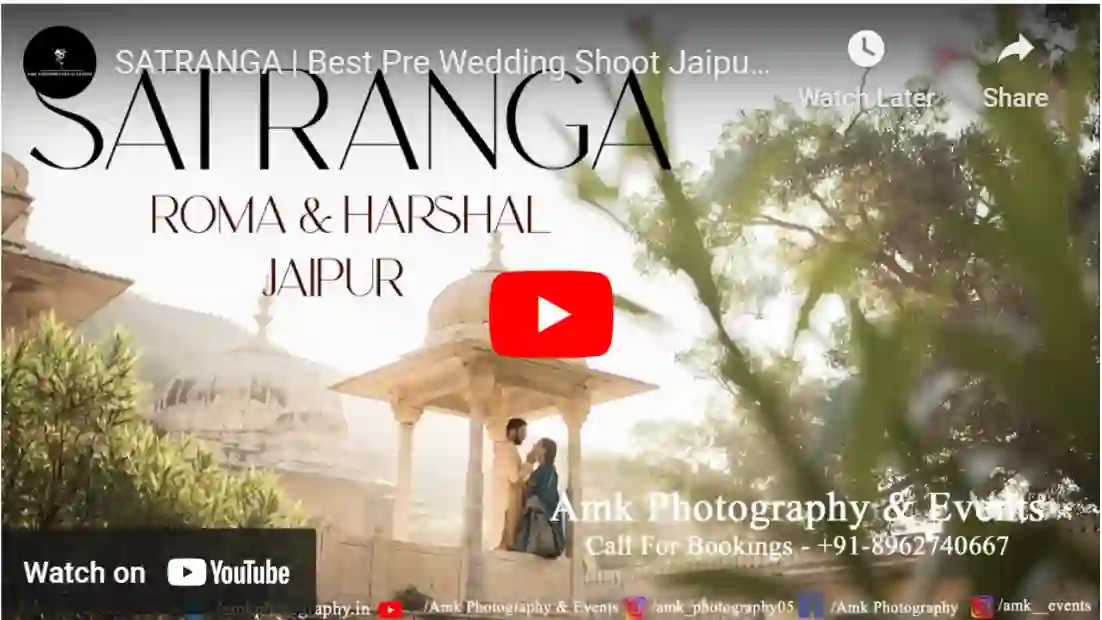 SATRANGA | Best Pre Wedding Shoot Jaipu...
Watch Later
Share
SATRANGA
ROMA & HARSHAL
JAIPUR
Amk Photography & Events
Call For Bookings - +91-8962740667
Watch on YouTube
/Amk Photography & Events /amk_photography05 /Amk Photography /amk__events